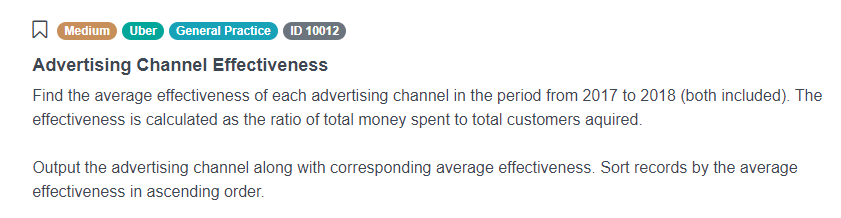 Medium Uber General Practice ID 10012
Advertising Channel Effectiveness
Find the average effectiveness of each advertising channel in the period from 2017 to 2018 (both included). The
effectiveness is calculated as the ratio of total money spent to total customers aquired.
Output the advertising channel along with corresponding average effectiveness. Sort records by the average
effectiveness in ascending order.